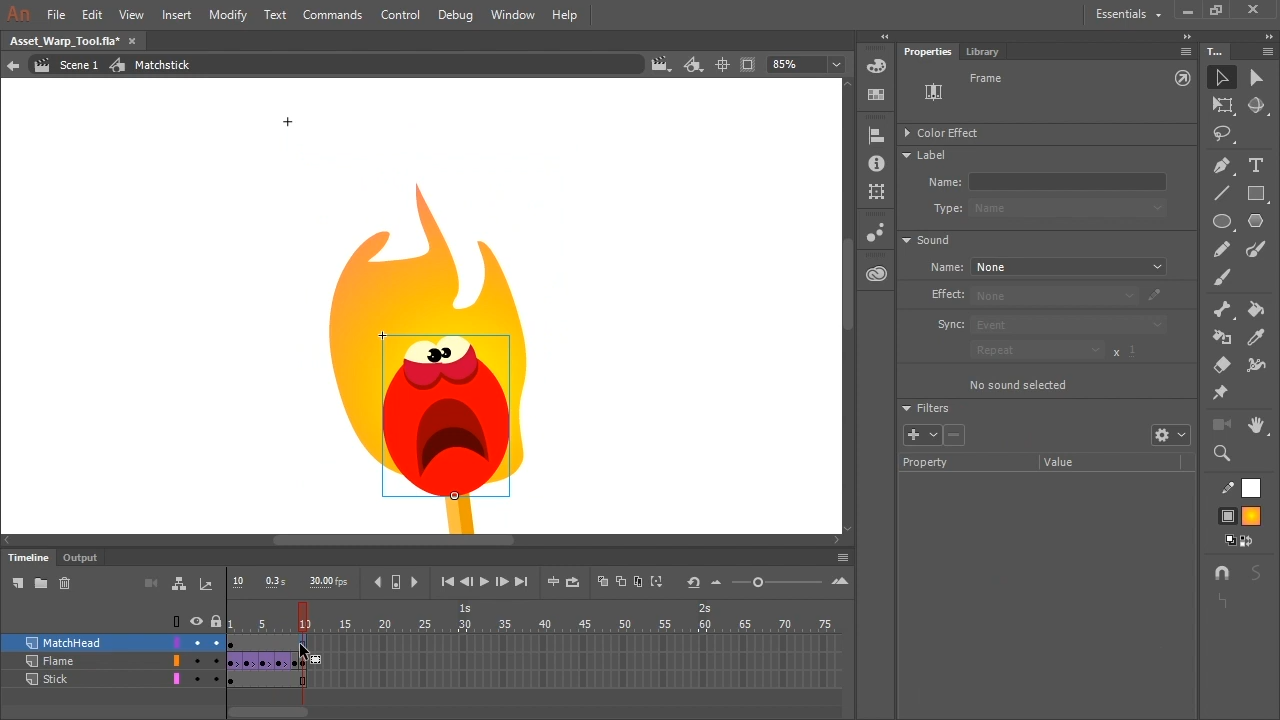 An File Edit View Insert Modify Text Commands Control Debug Window Help Essentials
Asset_Warp_Tool.fla* ×
Scene 1 Matchstick 85%
Properties Library T...
Frame
Color Effect
Label
Name:
Type: Name
Sound
Name: None
Effect: None
Sync: Event
Repeat x 1
No sound selected
Filters
Property Value
Timeline Output
10 0.3 s 30.00 fps
1s 2s
1 5 10 15 20 25 30 35 40 45 50 55 60 65 70 75
MatchHead
Flame
Stick